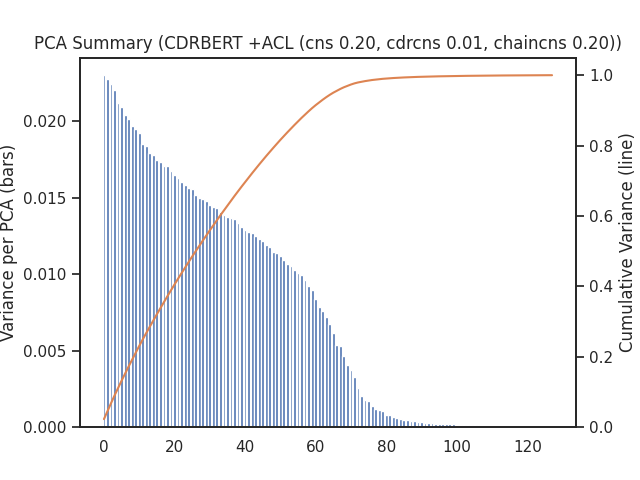 PCA Summary (CDRBERT +ACL (cns 0.20, cdrcns 0.01, chaincns 0.20))
Variance per PCA (bars)
0.020
0.015
0.010
0.005
0.000
1.0
0.8
0.6
0.4
0.2
0.0
Cumulative Variance (line)
0 20 40 60 80 100 120